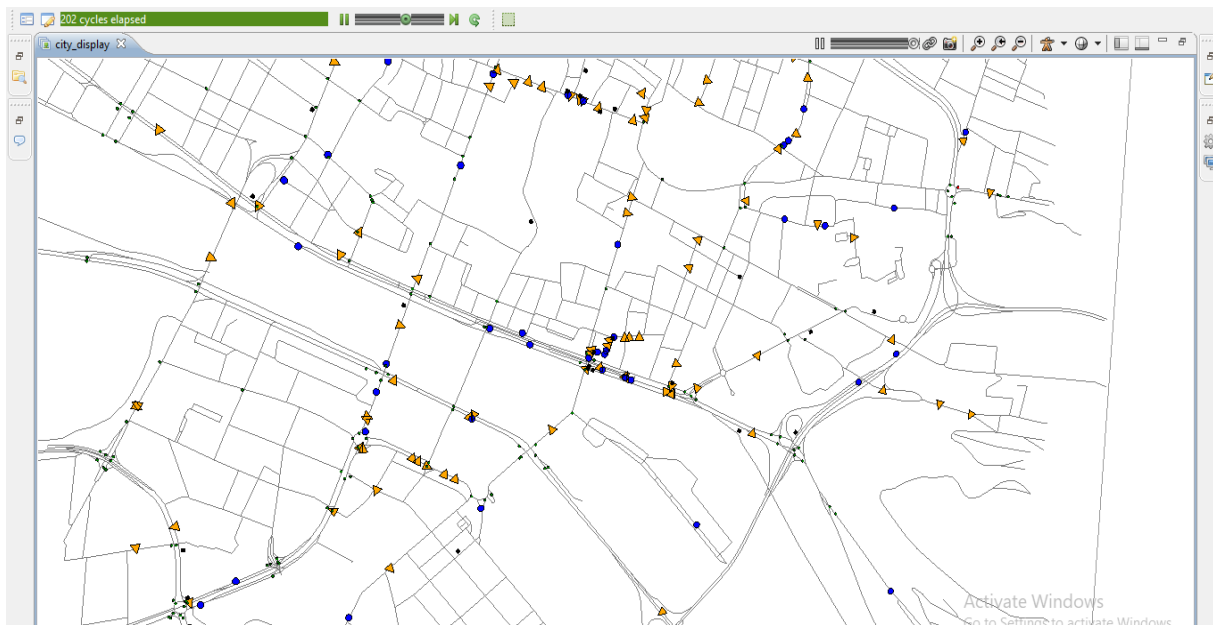 202 cycles elapsed
city_display
Activate Windows
Go to Settings to activate Windows.